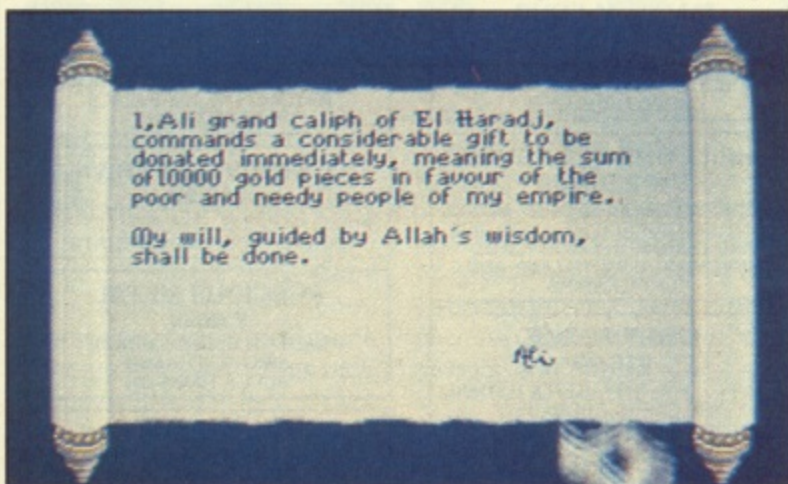 I,Ali grand caliph of El Haradj,
commands a considerable gift to be
donated immediately, meaning the sum
of10000 gold pieces in favour of the
poor and needy people of my empire.
My will, guided by Allah's wisdom,
shall be done.
Ali